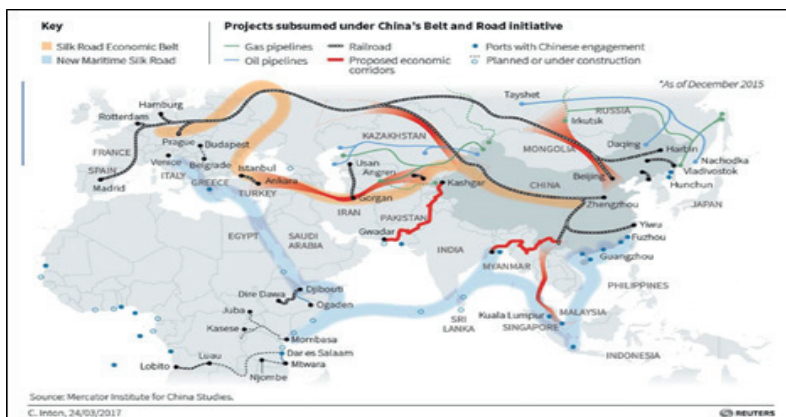 Key
Silk Road Economic Belt
New Maritime Silk Road
Projects subsumed under China's Belt and Road initiative
Gas pipelines
Oil pipelines
Railroad
Proposed economic
corridors
Ports with Chinese engagement
Planned or under construction
*As of December 2015
Hamburg
Rotterdam
Prague
Budapest
FRANCE
Venice
Belgrade
ITALY
SPAIN
Madrid
GREECE
Istanbul
Ankara
TURKEY
KAZAKHSTAN
Usan
Angren
Gorgan
IRAN
Kashgar
PAKISTAN
Gwadar
Tayshet
RUSSIA
Irkutsk
MONGOLIA
Daqing
Harbin
Nachodka
Vladivostok
Hunchun
Beijing
CHINA
JAPAN
Zhengzhou
Yiwu
Fuzhou
Guangzhou
EGYPT
SAUDI
ARABIA
INDIA
MYANMAR
PHILIPPINES
Djibouti
Dire Dawa
Ogaden
Juba
Kasese
Mombasa
SRI
LANKA
Kuala Lumpur
MALAYSIA
SINGAPORE
INDONESIA
Luau
Lobito
Dar es Salaam
Mtwara
Njombe
Source: Mercator Institute for China Studies.
C. Inton, 24/03/2017
REUTERS